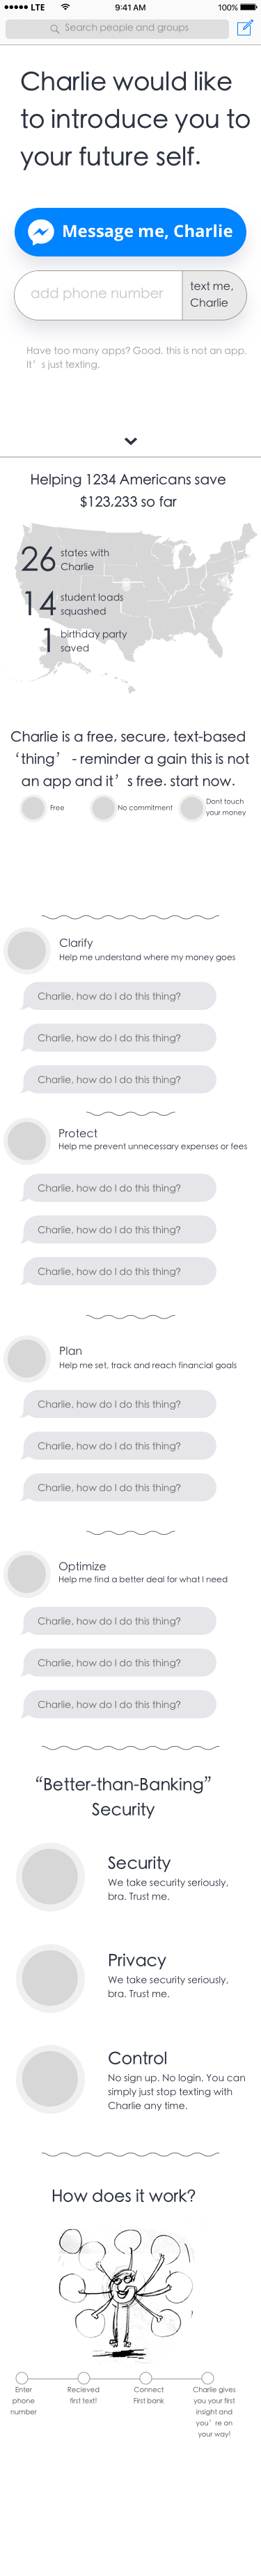 LTE 9:41 AM 100%
Search people and groups
Charlie would like
to introduce you to
your future self.
Message me, Charlie
add phone number
text me,
Charlie
Have too many apps? Good. this is not an app.
It's just texting.
Helping 1234 Americans save
$123,233 so far
26 states with
Charlie
14 student loads
squashed
1 birthday party
saved
Charlie is a free, secure, text-based
‘thing’ - reminder a gain this is not
an app and it’s free. start now.
Free
No commitment
Dont touch
your money
Clarify
Help me understand where my money goes
Charlie, how do I do this thing?
Charlie, how do I do this thing?
Charlie, how do I do this thing?
Protect
Help me prevent unnecessary expenses or fees
Charlie, how do I do this thing?
Charlie, how do I do this thing?
Charlie, how do I do this thing?
Plan
Help me set, track and reach financial goals
Charlie, how do I do this thing?
Charlie, how do I do this thing?
Charlie, how do I do this thing?
Optimize
Help me find a better deal for what I need
Charlie, how do I do this thing?
Charlie, how do I do this thing?
Charlie, how do I do this thing?
“Better-than-Banking”
Security
Security
We take security seriously,
bra. Trust me.
Privacy
We take security seriously,
bra. Trust me.
Control
No sign up. No login. You can
simply just stop texting with
Charlie any time.
How does it work?
Enter
phone
number
Recieved
first text!
Connect
First bank
Charlie gives
you your first
insight and
you’re on
your way!